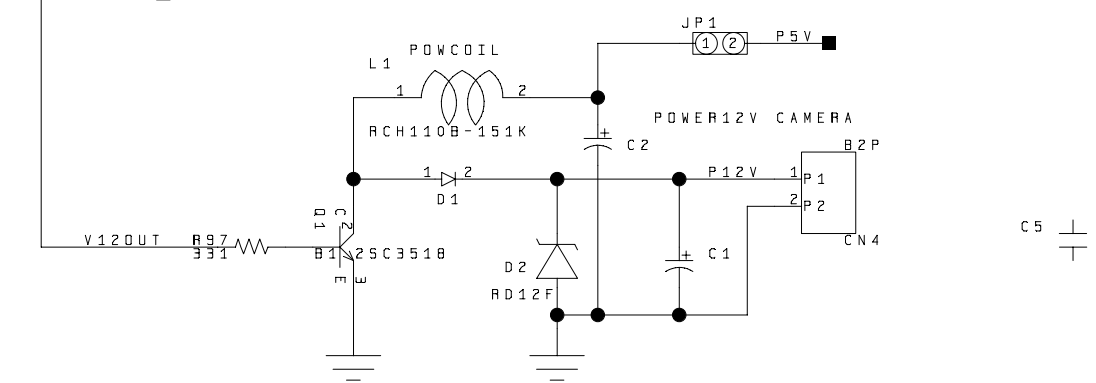 JP1
1 2 P5V
POWCOIL
L1
1 2
RCH110B-151K
POWER12V CAMERA
C2
B2P
1 2 P12V 1 P1
D1
2 P2
Q1 C 2
V12OUT R97
331
B1 2SC3518
CN4
C5
E 3
D2
RD12F
C1